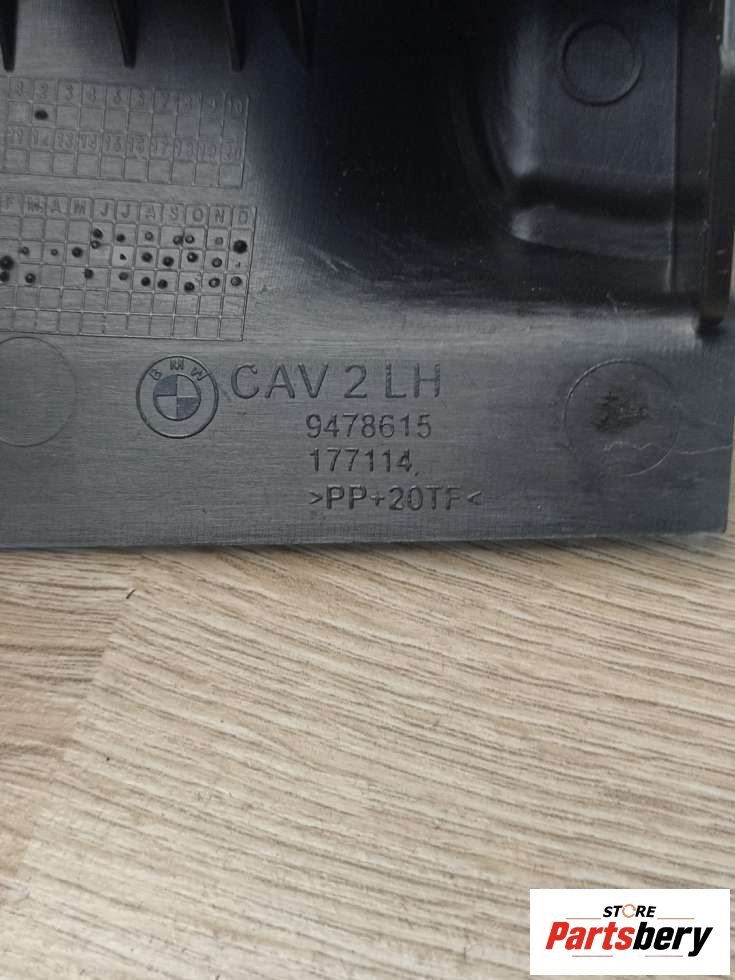 F M A M J J A S O N D
BMW
CAV 2 LH
9478615
177114
>PP+20TF<
STORE
Partsbery